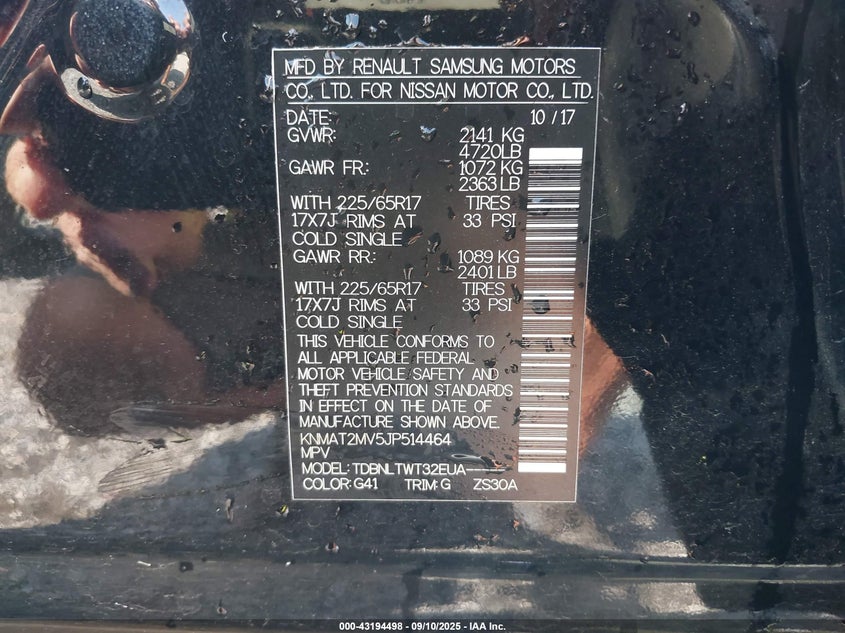 MFD BY RENAULT SAMSUNG MOTORS
CO., LTD. FOR NISSAN MOTOR CO., LTD.
DATE: 10 / 17
GVWR: 2141 KG
4720LB
GAWR FR.: 1072 KG
2363 LB
WITH 225/65R17 TIRES
17X7J RIMS AT 33 PSI
COLD SINGLE
GAWR RR.: 1089 KG
2401 LB
WITH 225/65R17 TIRES
17X7J RIMS AT 33 PSI
COLD SINGLE
THIS VEHICLE CONFORMS TO
ALL APPLICABLE FEDERAL
MOTOR VEHICLE SAFETY AND
THEFT PREVENTION STANDARDS
IN EFFECT ON THE DATE OF
MANUFACTURE SHOWN ABOVE.
KNMAT2MV5JP514464
MPV
MODEL: TDBNLTWT32EUA-----
COLOR: G41 TRIM: G ZS30A
000-43194498 - 09/10/2025 - IAA Inc.